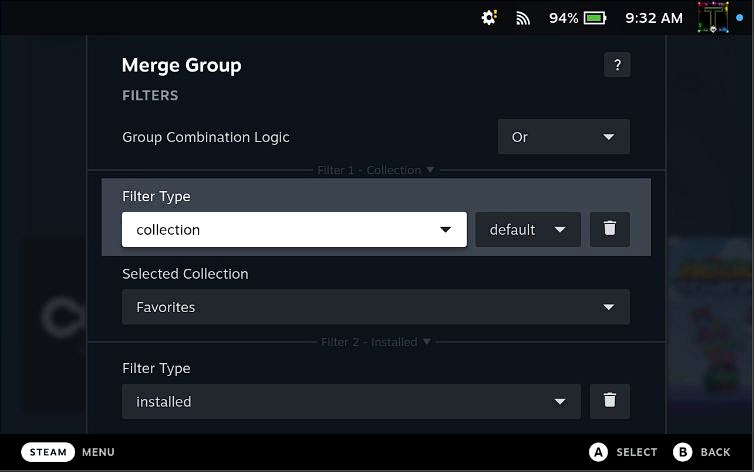 94% 9:32 AM
Merge Group ?
FILTERS
Group Combination Logic Or
Filter 1 - Collection
Filter Type
collection default
Selected Collection
Favorites
Filter 2 - Installed
Filter Type
installed
STEAM MENU A SELECT B BACK